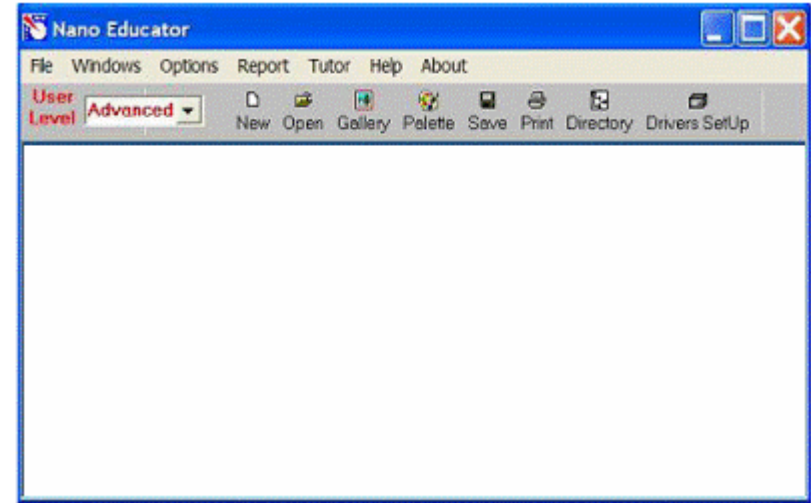 Nano Educator
File Windows Options Report Tutor Help About
User Level Advanced New Open Gallery Palette Save Print Directory Drivers SetUp